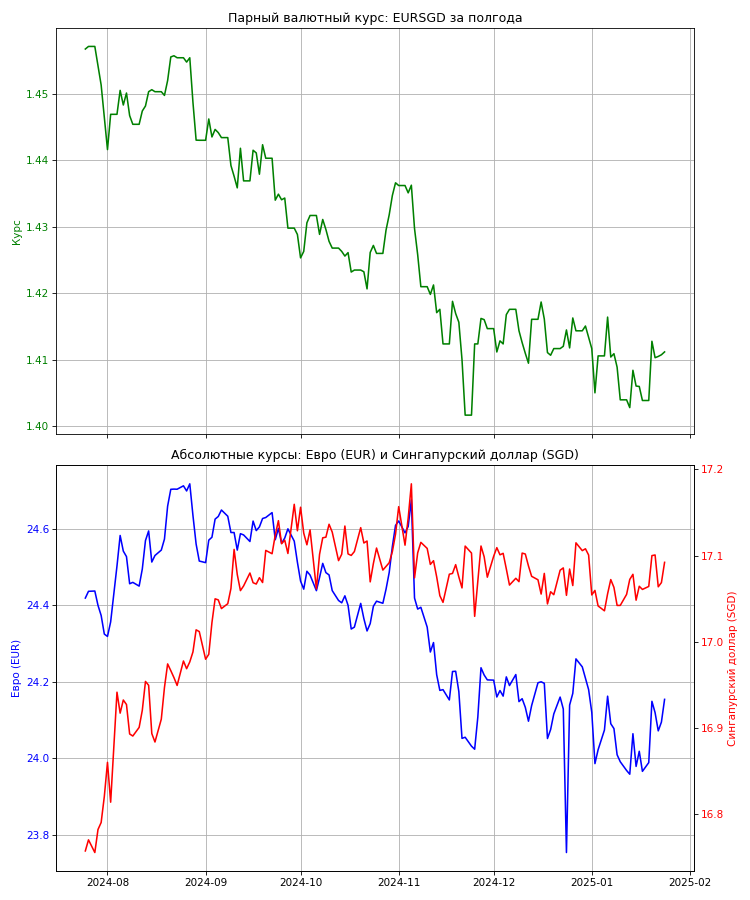 Парный валютный курс: EURSGD за полгода
Курс
1.45
1.44
1.43
1.42
1.41
1.40
Абсолютные курсы: Евро (EUR) и Сингапурский доллар (SGD)
Евро (EUR)
24.6
24.4
24.2
24.0
23.8
17.2
17.1
17.0
16.9
16.8
Сингапурский доллар (SGD)
2024-08 2024-09 2024-10 2024-11 2024-12 2025-01 2025-02